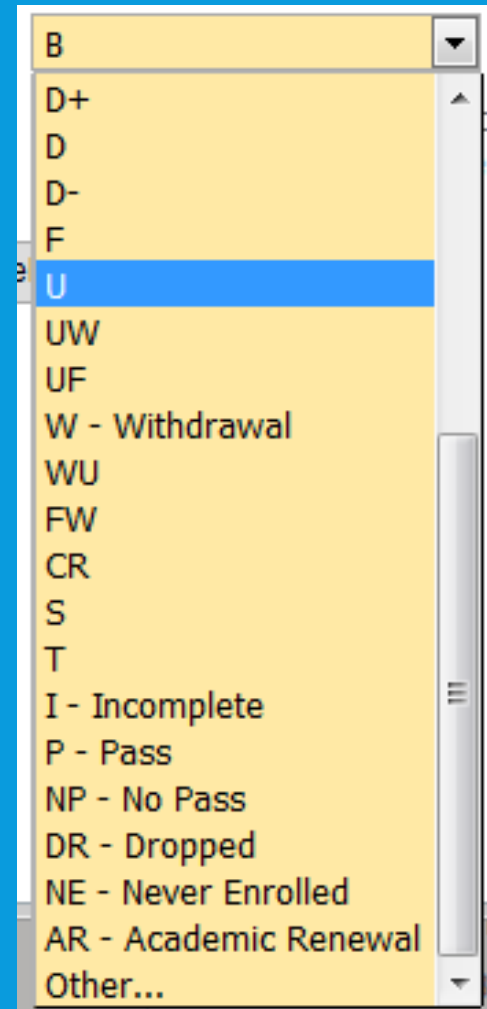 B
D+
D
D-
F
U
UW
UF
W - Withdrawal
WU
FW
CR
S
T
I - Incomplete
P - Pass
NP - No Pass
DR - Dropped
NE - Never Enrolled
AR - Academic Renewal
Other...